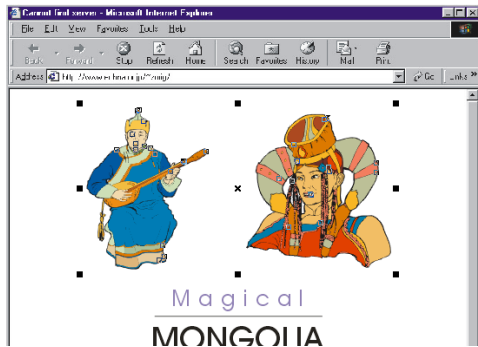 Cannot find server - Microsoft Internet Explorer
File Edit View Favorites Tools Help
Back Forward Stop Refresh Home Search Favorites History Mail Print
Address Go Links »
Magical
MONGOLIA